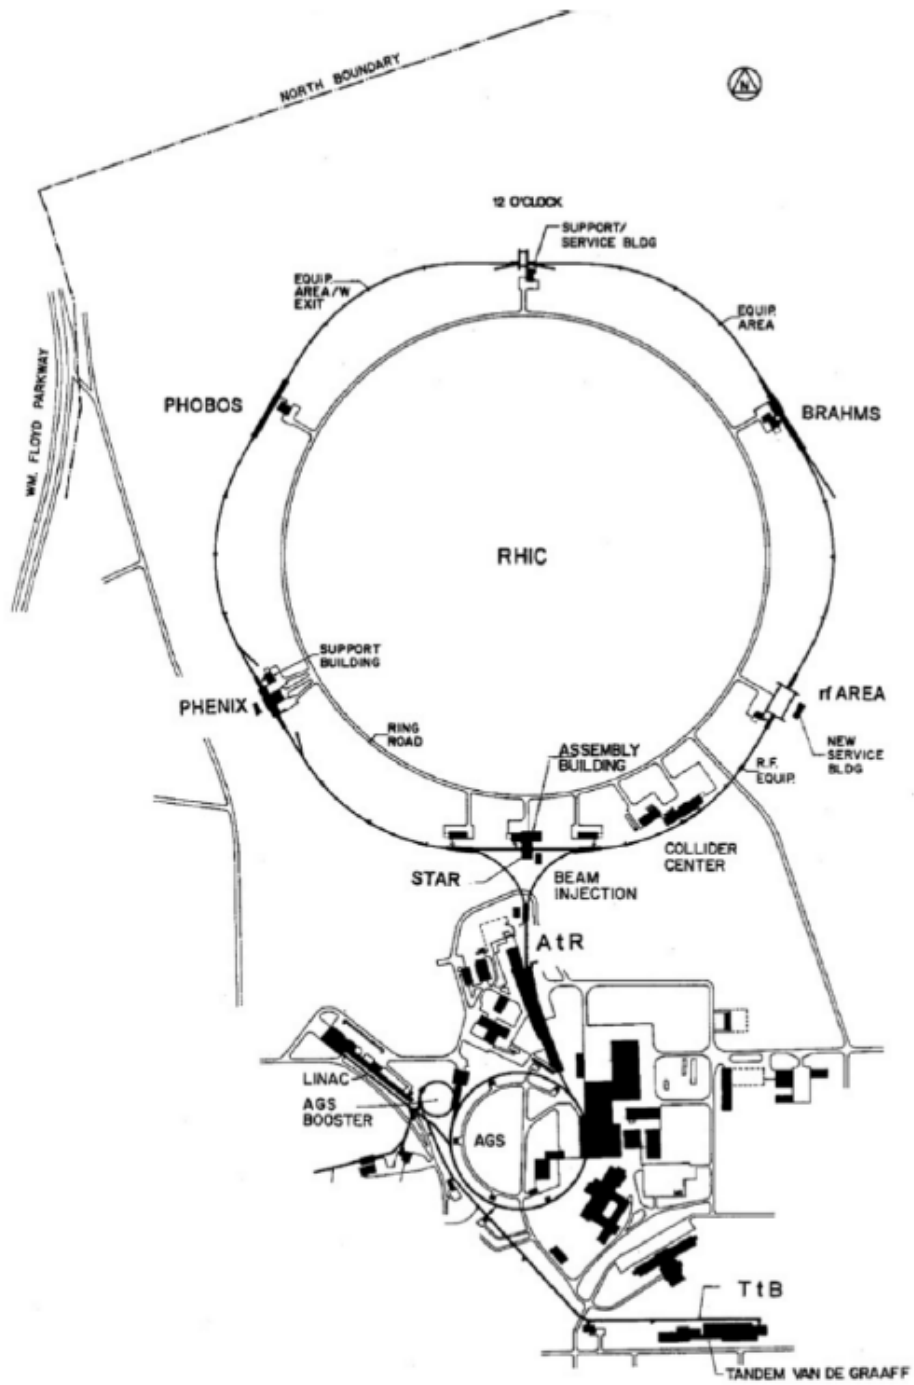 NORTH BOUNDARY
N
12 O'CLOCK
SUPPORT/
SERVICE BLDG
EQUIP.
AREA/W
EXIT
EQUIP.
AREA
WM. FLOYD PARKWAY
PHOBOS
BRAHMS
RHIC
SUPPORT
BUILDING
PHENIX
rf AREA
RING
ROAD
NEW
SERVICE
BLDG
ASSEMBLY
BUILDING
R.F.
EQUIP.
STAR
BEAM
INJECTION
COLLIDER
CENTER
AtR
LINAC
AGS
BOOSTER
AGS
TtB
TANDEM VAN DE GRAAFF